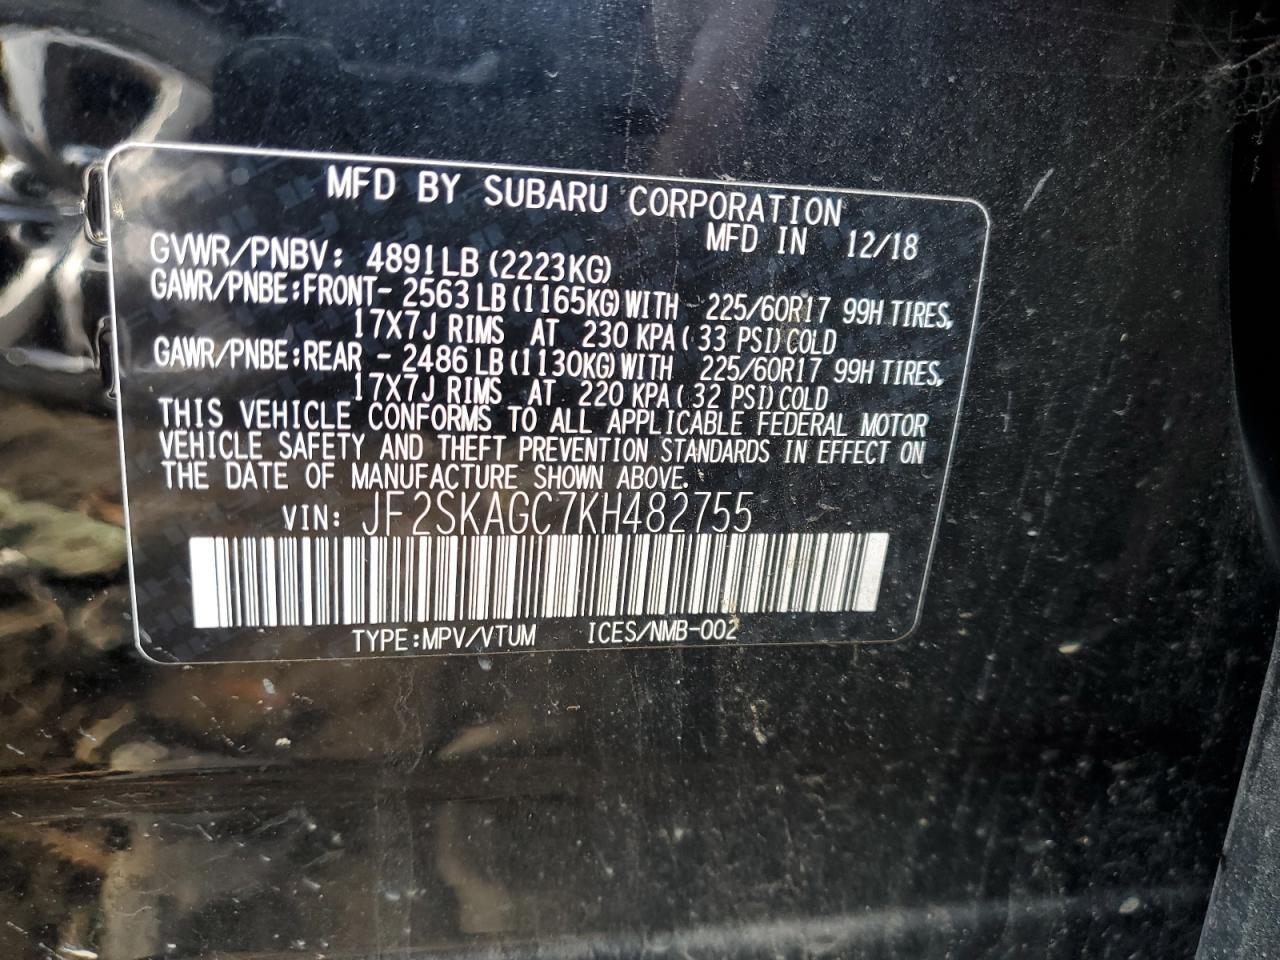 MFD BY SUBARU CORPORATION
MFD IN 12/18
GVWR/PNBV: 4891LB (2223KG)
GAWR/PNBE:FRONT- 2563LB(1165KG)WITH 225/60R17 99H TIRES,
17X7J RIMS AT 230 KPA( 33 PSI)COLD
GAWR/PNBE:REAR - 2486LB(1130KG)WITH 225/60R17 99H TIRES,
17X7J RIMS AT 220 KPA( 32 PSI)COLD
THIS VEHICLE CONFORMS TO ALL APPLICABLE FEDERAL MOTOR
VEHICLE SAFETY AND THEFT PREVENTION STANDARDS IN EFFECT ON
THE DATE OF MANUFACTURE SHOWN ABOVE.
VIN: JF2SKAGC7KH482755
TYPE:MPV/VTUM ICES/NMB-002